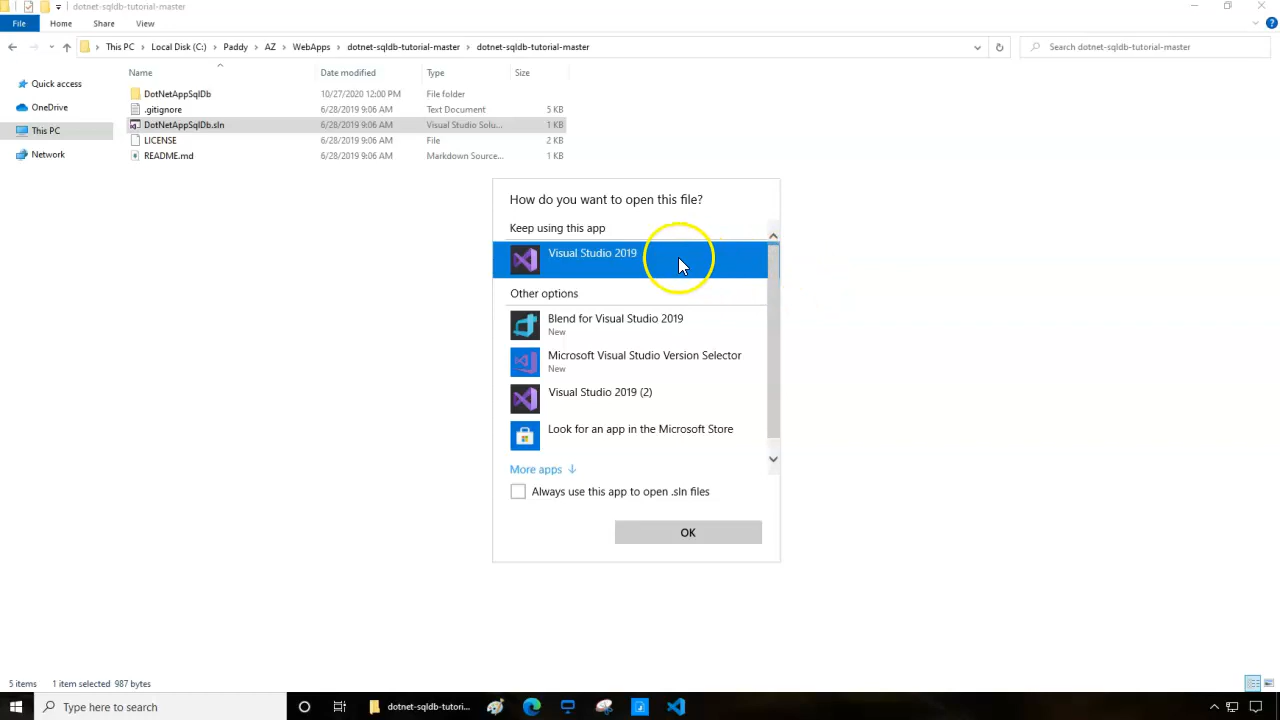 dotnet-sqldb-tutorial-master
File Home Share View
This PC Local Disk (C:) Paddy AZ WebApps dotnet-sqldb-tutorial-master dotnet-sqldb-tutorial-master
Search dotnet-sqldb-tutorial-master
Name Date modified Type Size
Quick access
OneDrive
This PC
Network
DotNetAppSqlDb 10/27/2020 12:00 PM File folder
.gitignore 6/28/2019 9:06 AM Text Document 5 KB
DotNetAppSqlDb.sln 6/28/2019 9:06 AM Visual Studio Solu... 1 KB
LICENSE 6/28/2019 9:06 AM File 2 KB
README.md 6/28/2019 9:06 AM Markdown Source... 1 KB
How do you want to open this file?
Keep using this app
Visual Studio 2019
Other options
Blend for Visual Studio 2019
New
Microsoft Visual Studio Version Selector
New
Visual Studio 2019 (2)
Look for an app in the Microsoft Store
More apps
Always use this app to open .sln files
OK
5 items 1 item selected 987 bytes
Type here to search
dotnet-sqldb-tutori...